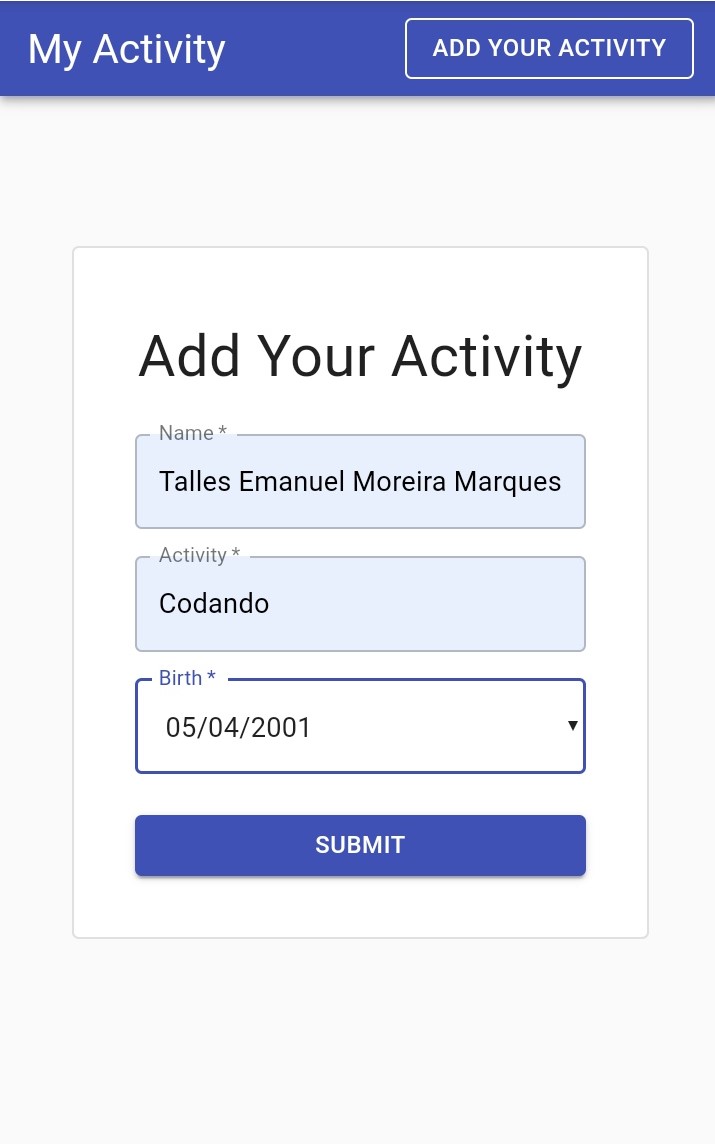 My Activity
ADD YOUR ACTIVITY
Add Your Activity
Name *
Talles Emanuel Moreira Marques
Activity *
Codando
Birth *
05/04/2001
SUBMIT